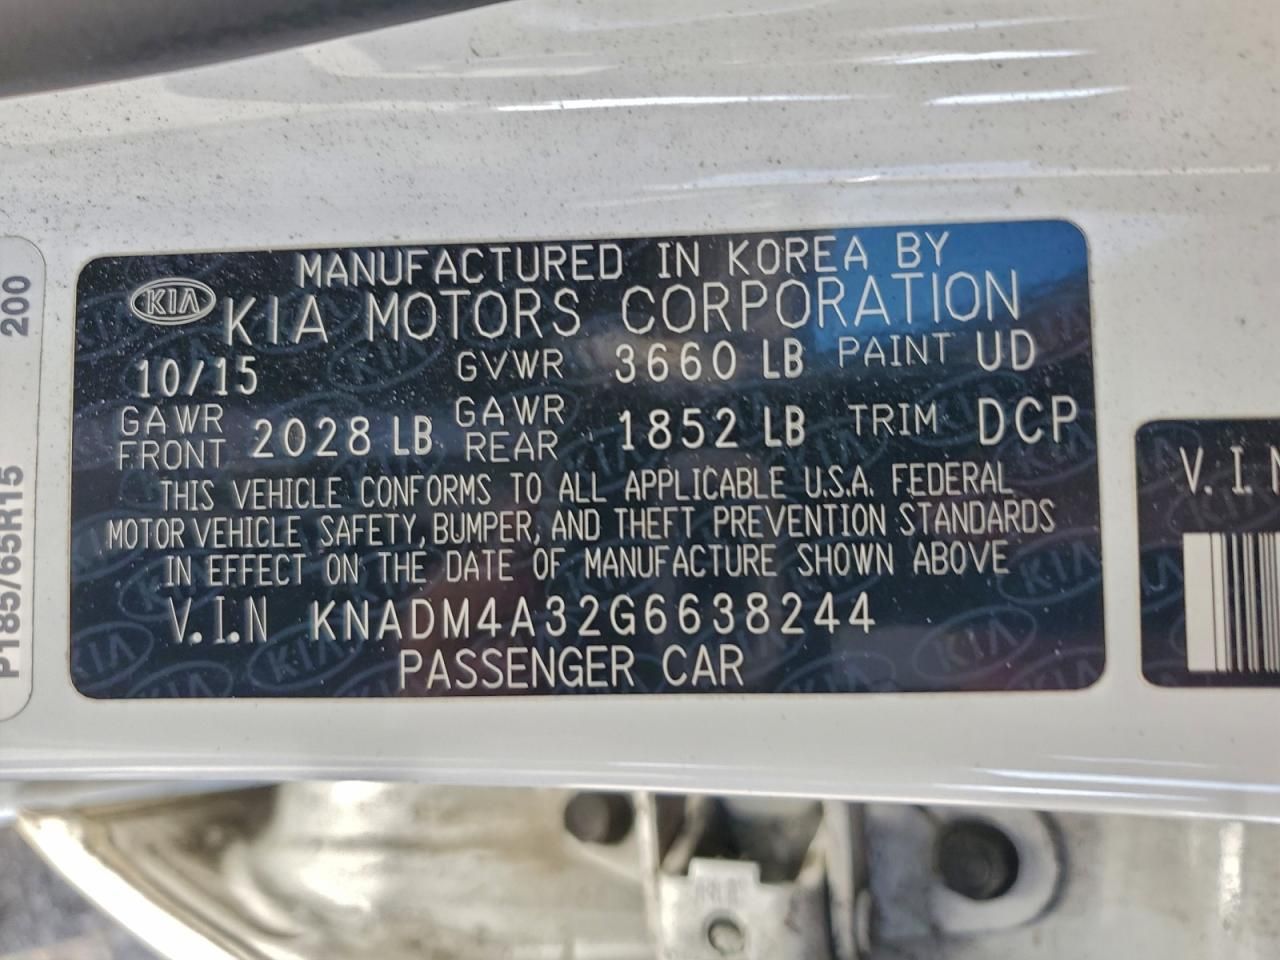 MANUFACTURED IN KOREA BY
KIA KIA MOTORS CORPORATION
10/15 GVWR 3660 LB PAINT UD
GAWR FRONT 2028 LB GAWR REAR 1852 LB TRIM DCP
THIS VEHICLE CONFORMS TO ALL APPLICABLE U.S.A. FEDERAL
MOTOR VEHICLE SAFETY, BUMPER, AND THEFT PREVENTION STANDARDS
IN EFFECT ON THE DATE OF MANUFACTURE SHOWN ABOVE
V.I.N KNADM4A32G6638244
PASSENGER CAR
P185/65R15 200
V.I.N